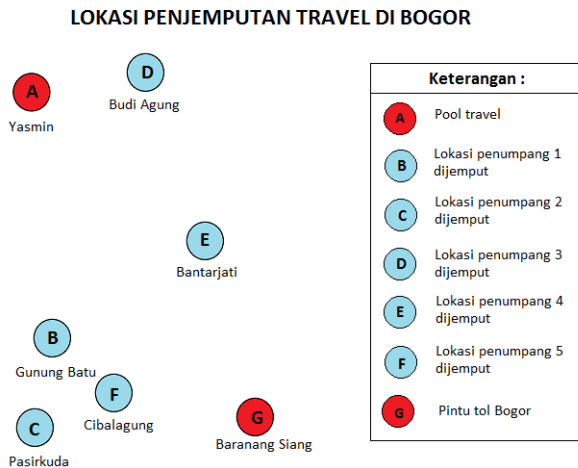 LOKASI PENJEMPUTAN TRAVEL DI BOGOR
A
Yasmin
D
Budi Agung
E
Bantarjati
B
Gunung Batu
F
Cibalagung
C
Pasirkuda
G
Baranang Siang
Keterangan :
A Pool travel
B Lokasi penumpang 1
dijemput
C Lokasi penumpang 2
dijemput
D Lokasi penumpang 3
dijemput
E Lokasi penumpang 4
dijemput
F Lokasi penumpang 5
dijemput
G Pintu tol Bogor